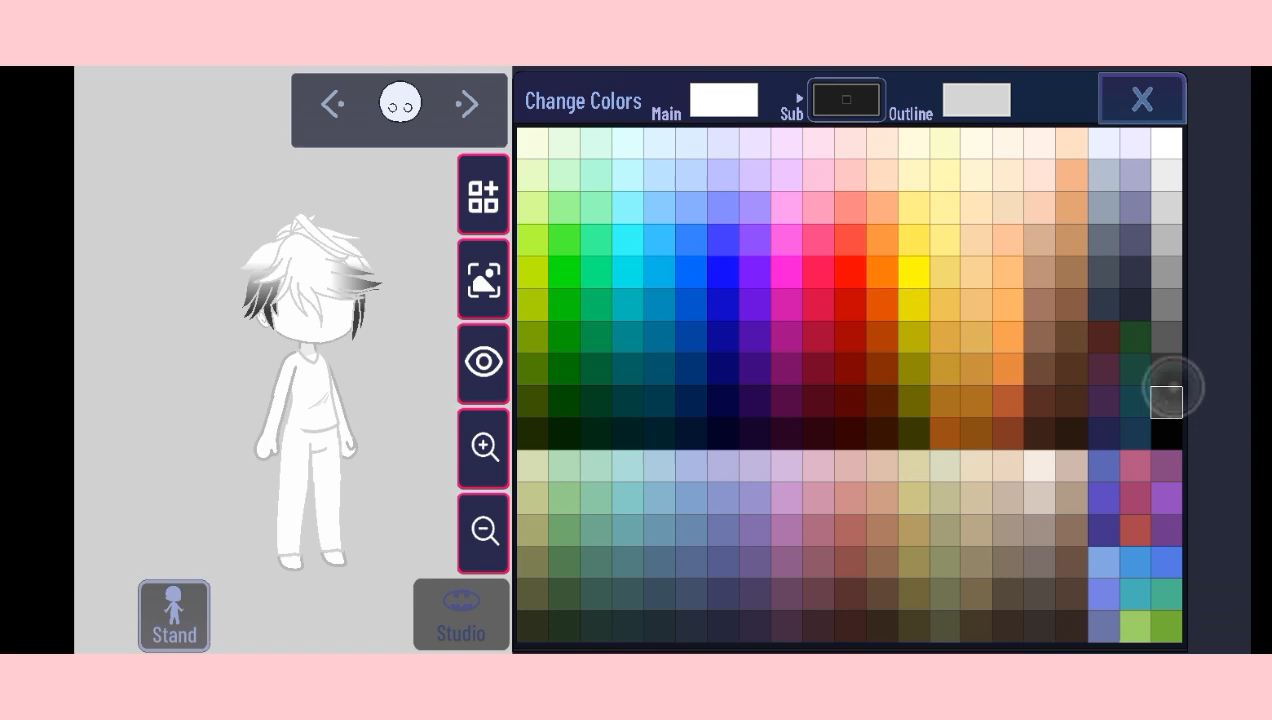 Change Colors
Main
Sub
Outline
X
Stand
Studio